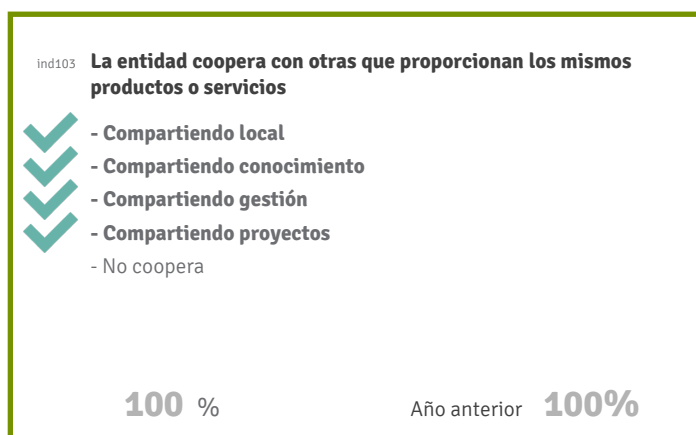 ind103 La entidad coopera con otras que proporcionan los mismos
productos o servicios
- Compartiendo local
- Compartiendo conocimiento
- Compartiendo gestión
- Compartiendo proyectos
- No coopera
100 % Año anterior 100%